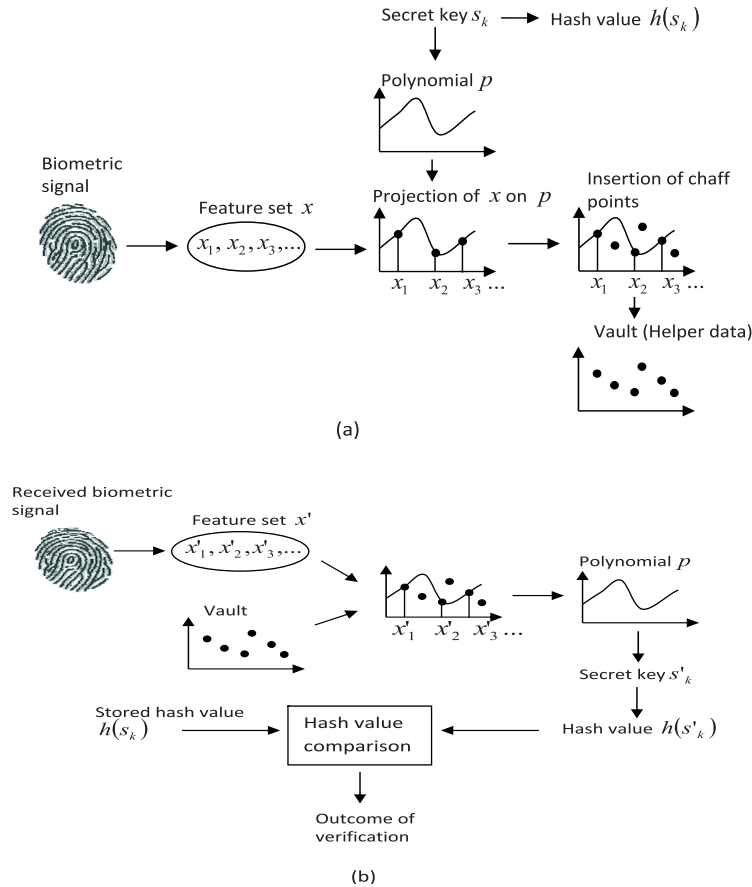 Secret key s_k
Hash value h(s_k)
Polynomial p
Biometric
signal
Feature set x
x_1, x_2, x_3,...
Projection of x on p
x_1 x_2 x_3 ...
Insertion of chaff
points
x_1 x_2 x_3 ...
Vault (Helper data)
(a)
Received biometric
signal
Feature set x'
x'_1, x'_2, x'_3,...
Vault
x'_1 x'_2 x'_3 ...
Polynomial p
Secret key s'_k
Hash value h(s'_k)
Stored hash value
h(s_k)
Hash value
comparison
Outcome of
verification
(b)